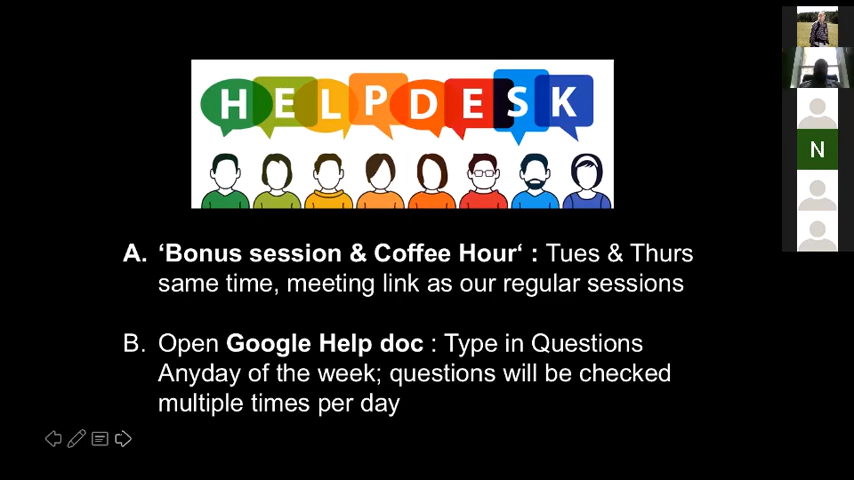 HELPDESK
A. ‘Bonus session & Coffee Hour‘ : Tues & Thurs
same time, meeting link as our regular sessions
B. Open Google Help doc : Type in Questions
Anyday of the week; questions will be checked
multiple times per day
N